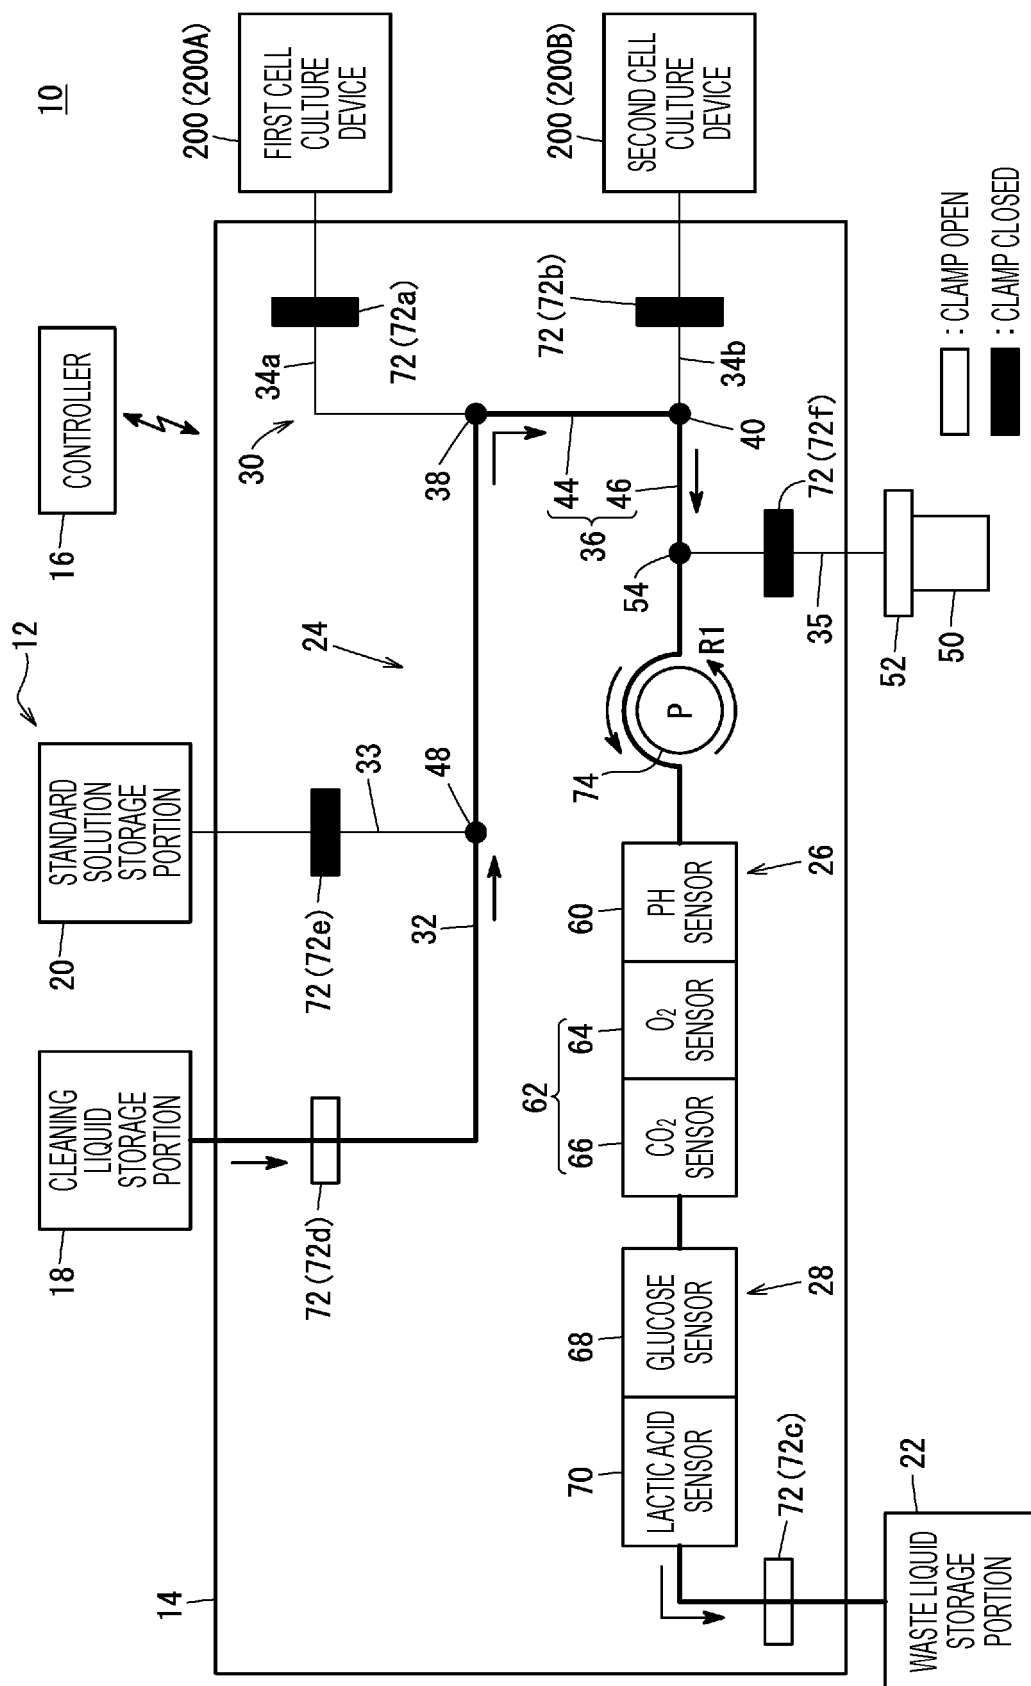 10
12
CONTROLLER
16
STANDARD
SOLUTION
STORAGE
PORTION
20
CLEANING
LIQUID
STORAGE
PORTION
18
14
200 (200A)
FIRST CELL
CULTURE
DEVICE
200 (200B)
SECOND CELL
CULTURE
DEVICE
72 (72a)
34a
30
72 (72b)
34b
38
40
44
46
36
24
33
48
72 (72e)
32
72 (72d)
54
72 (72f)
35
52
50
R1
P
74
26
60
PH
SENSOR
64
O2
SENSOR
62
66
CO2
SENSOR
28
68
GLUCOSE
SENSOR
70
LACTIC ACID
SENSOR
72 (72c)
22
WASTE LIQUID
STORAGE
PORTION
: CLAMP OPEN
: CLAMP CLOSED